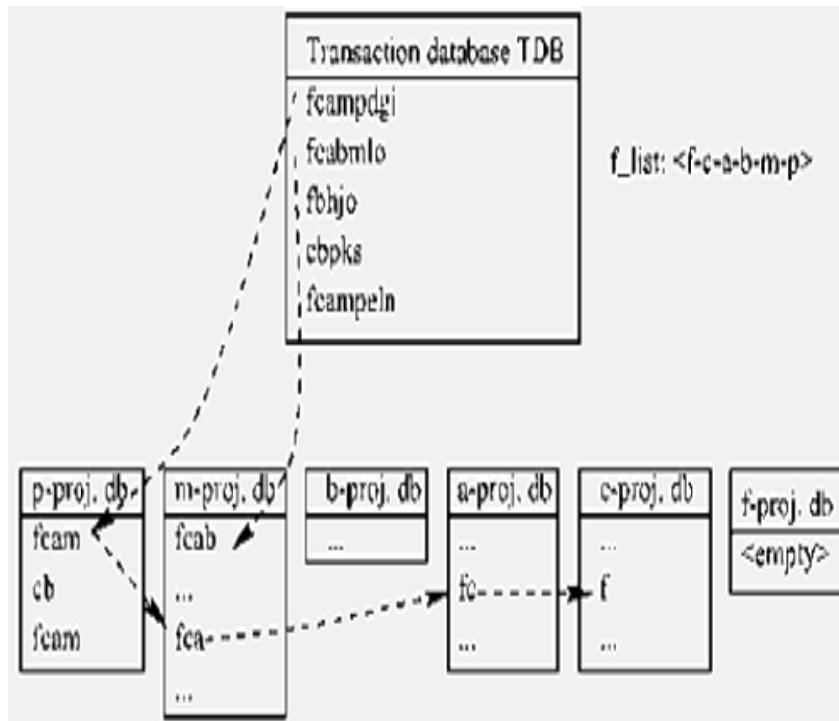 Transaction database TDB
fcampdgi
fcabmlo
fbhjo
cbpks
fcampeln
f_list: <f-c-a-b-m-p>
p-proj. db
fcam
cb
fcam
m-proj. db
fcab
...
fca
...
b-proj. db
...
a-proj. db
...
fc
...
c-proj. db
...
f
...
f-proj. db
<empty>